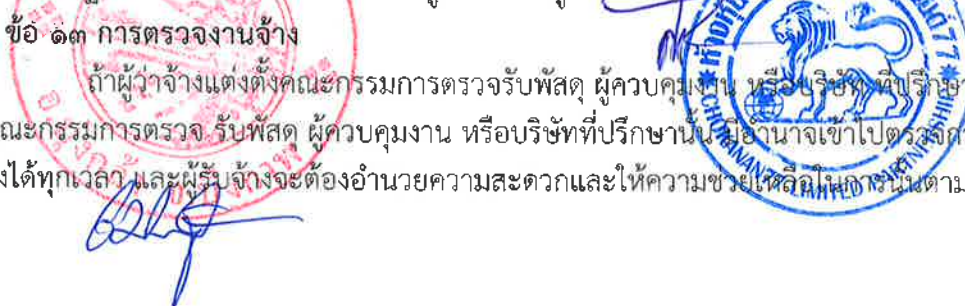 ข้อ ๑๓ การตรวจงานจ้าง
ถ้าผู้ว่าจ้างแต่งตั้งคณะกรรมการตรวจรับพัสดุ ผู้ควบคุมงาน หรือบริษัท ที่ปรึกษา
ณะกรรมการตรวจ รับพัสดุ ผู้ควบคุมงาน หรือบริษัทที่ปรึกษานั้น มีอำนาจเข้าไปตรวจกา
งได้ทุกเวลา และผู้รับจ้างจะต้องอำนวยความสะดวกและให้ความช่วยเหลือในการนั้นตาม